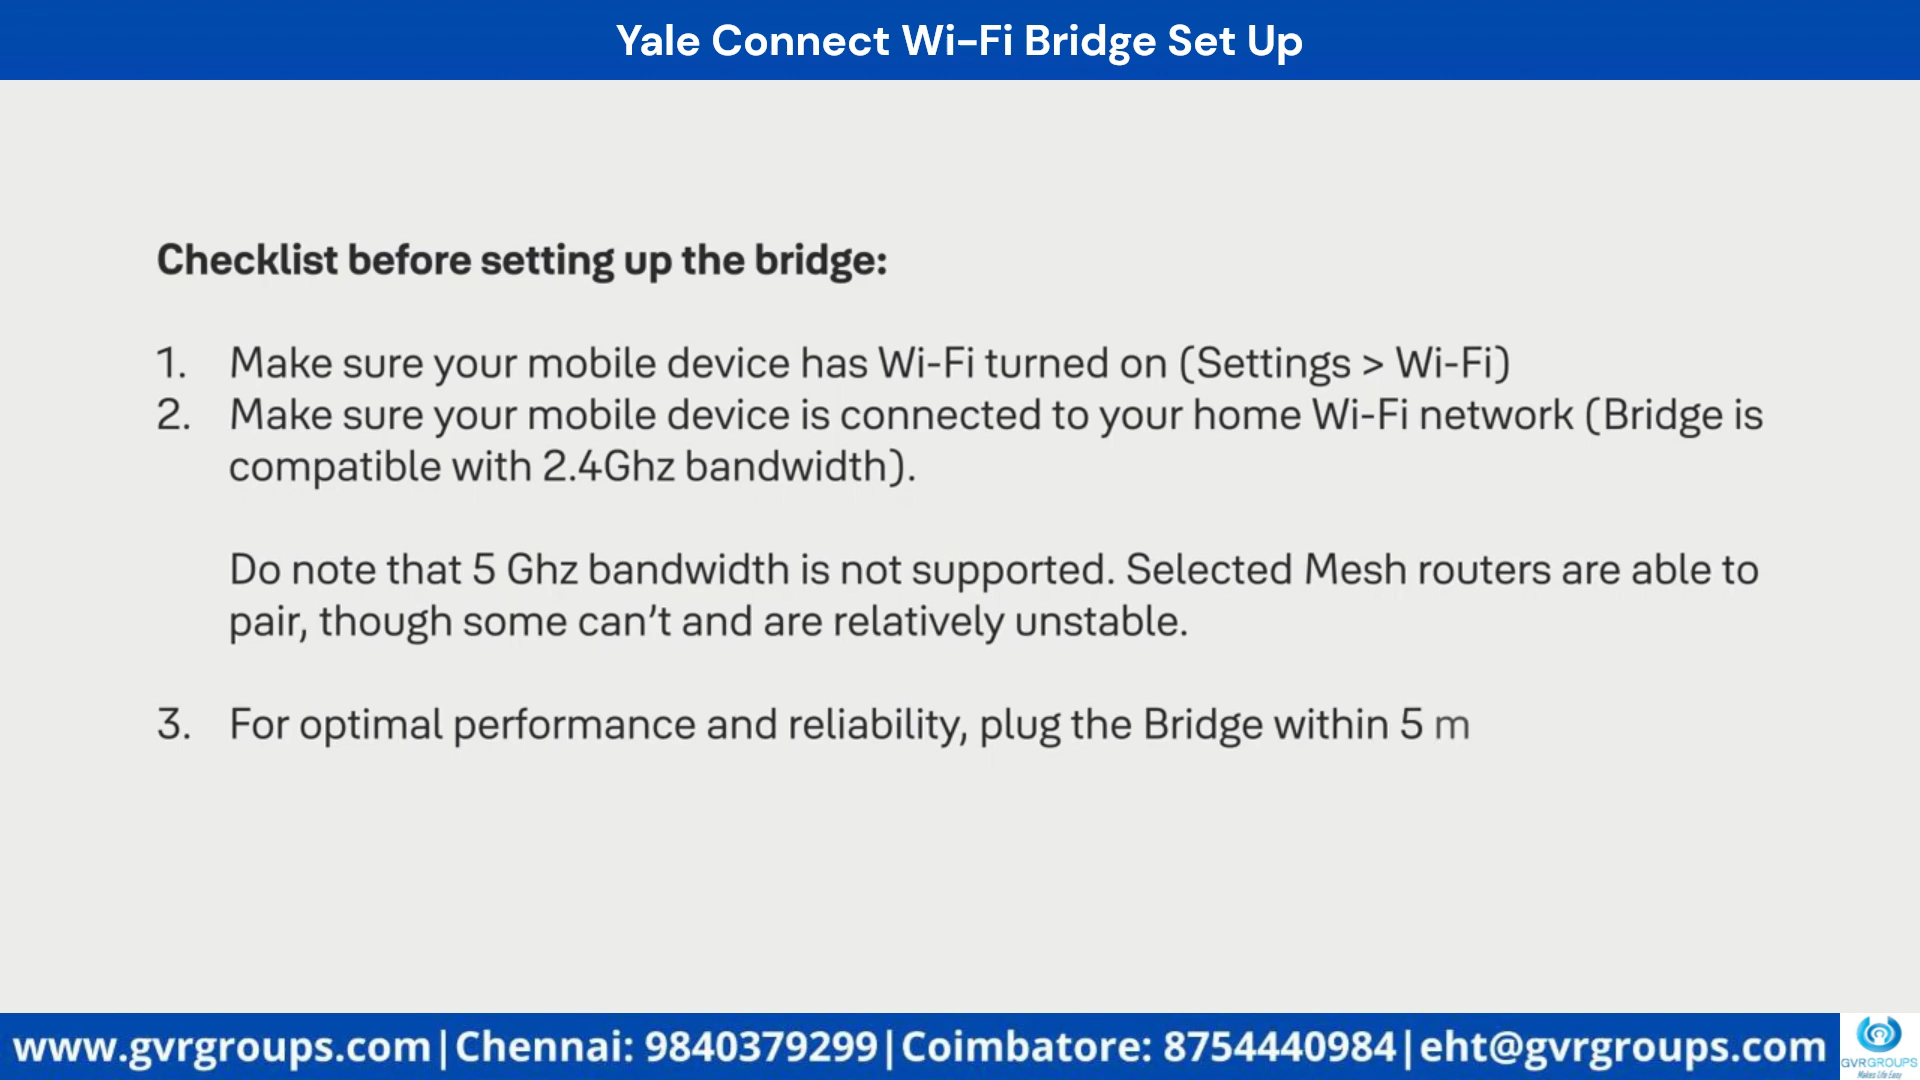 Yale Connect Wi-Fi Bridge Set Up
Checklist before setting up the bridge:
1. Make sure your mobile device has Wi-Fi turned on (Settings > Wi-Fi)
2. Make sure your mobile device is connected to your home Wi-Fi network (Bridge is
compatible with 2.4Ghz bandwidth).
Do note that 5 Ghz bandwidth is not supported. Selected Mesh routers are able to
pair, though some can't and are relatively unstable.
3. For optimal performance and reliability, plug the Bridge within 5 m
www.gvrgroups.com|Chennai: 9840379299|Coimbatore: 8754440984|eht@gvrgroups.com
GVRGROUPS
Makes Life Easy